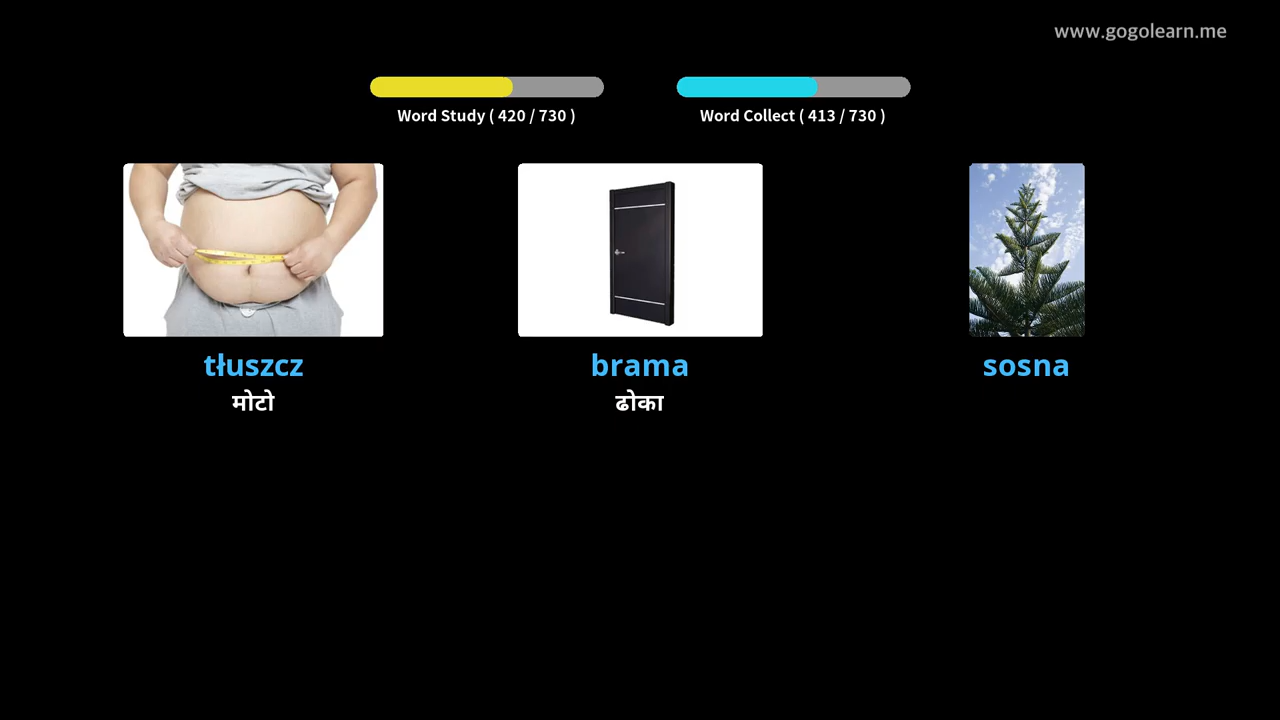 www.gogolearn.me
Word Study ( 420 / 730 )
Word Collect ( 413 / 730 )
tłuszcz
brama
sosna
मोटो
ढोका